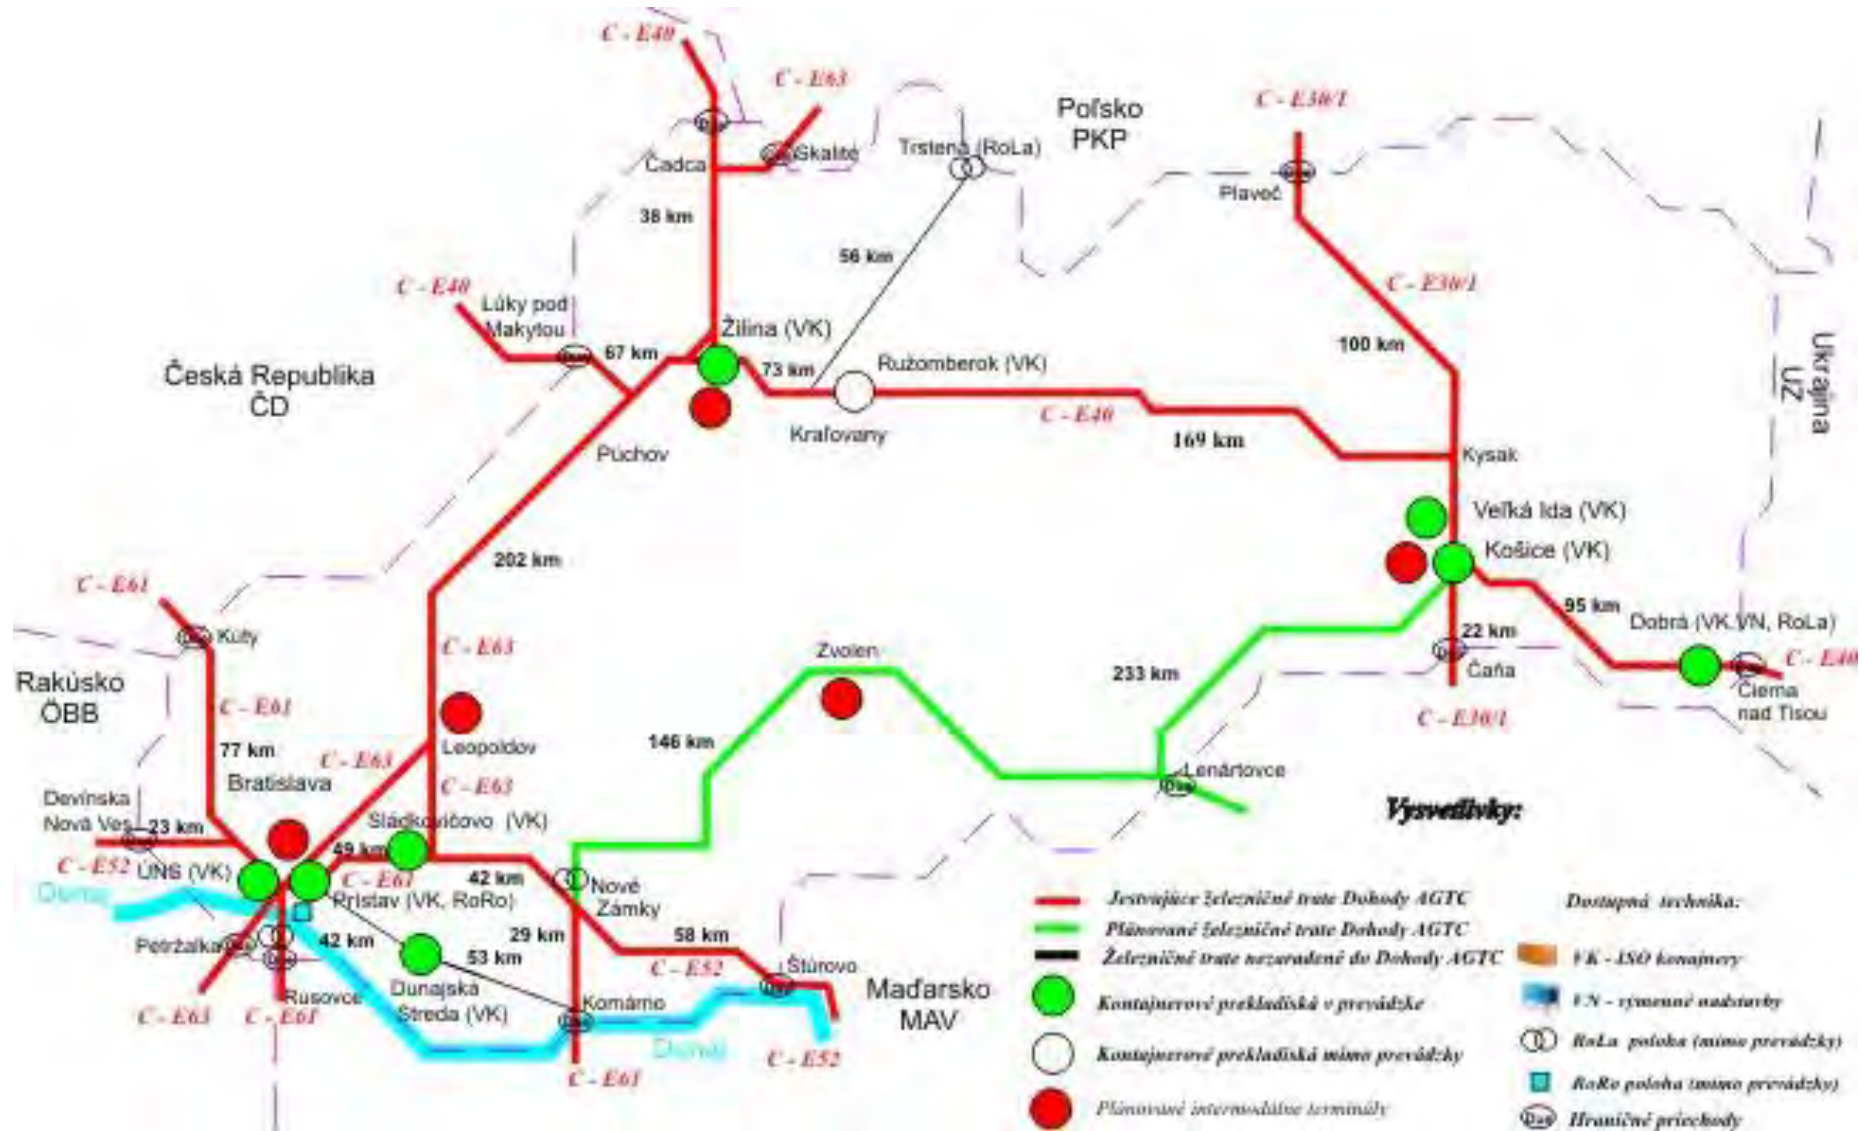 C - E40
C - E63
Poľsko
PKP
C - E30/1
Skalité
Trstená (RoLa)
Čadca
Plaveč
38 km
56 km
C - E40
C - E30/1
Lúky pod
Makytou
Žilina (VK)
67 km
73 km
Ružomberok (VK)
100 km
Ukrajina
UZ
Česká Republika
ČD
C - E40
Kraľovany
169 km
Púchov
Kysak
Veľká Ida (VK)
Košice (VK)
202 km
C - E61
Kúty
95 km
Dobrá (VK.VN, RoLa)
22 km
C - E40
Čaňa
Čierna
nad Tisou
C - E63
Zvolen
233 km
Rakúsko
ÖBB
C - E61
C - E30/1
77 km
C - E63
Leopoldov
146 km
Lenártovce
Bratislava
C - E63
Devínska
Nová Ves
23 km
Sládkovičovo (VK)
Vysvetlivky:
C - E52
ÚNS (VK)
49 km
C - E61
42 km
Nové
Zámky
Dunaj
Prístav (VK, RoRo)
Petržalka
42 km
53 km
29 km
58 km
C - E52
Štúrovo
Maďarsko
MAV
Rusovce
Dunajská
Streda (VK)
Komárno
C - E63
C - E61
Dunaj
C - E52
C - E61
Jestvujúce železničné trate Dohody AGTC
Plánované železničné trate Dohody AGTC
Železničné trate nezaradené do Dohody AGTC
Kontajnerové prekladiská v prevádzke
Kontajnerové prekladiská mimo prevádzky
Plánované intermodálne terminály
Dostupná technika:
VK - ISO konajnery
VN - výmenné nadstavby
RoLa poloha (mimo prevádzky)
RoRo poloha (mimo prevádzky)
Hraničné priechody